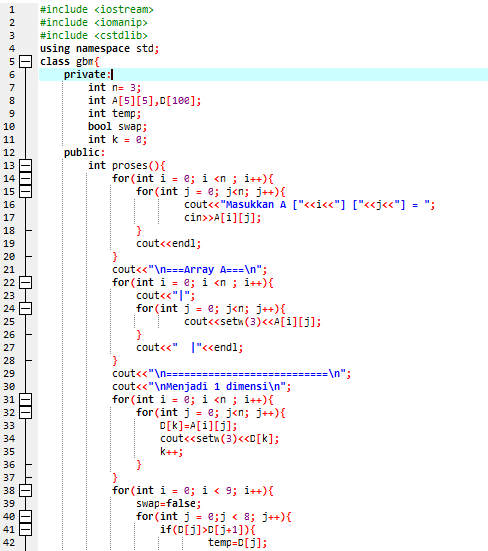 1 #include <iostream>
2 #include <iomanip>
3 #include <cstdlib>
4 using namespace std;
5 class gbm{
6 private:
7 int n= 3;
8 int A[5][5],D[100];
9 int temp;
10 bool swap;
11 int k = 0;
12 public:
13 int proses(){
14 for(int i = 0; i <n ; i++){
15 for(int j = 0; j<n; j++){
16 cout<<"Masukkan A ["<<i<<"] ["<<j<<"] = ";
17 cin>>A[i][j];
18 }
19 cout<<endl;
20 }
21 cout<<"\n===Array A===\n";
22 for(int i = 0; i <n ; i++){
23 cout<<"|";
24 for(int j = 0; j<n; j++){
25 cout<<setw(3)<<A[i][j];
26 }
27 cout<<"  |"<<endl;
28 }
29 cout<<"\n===========================\n";
30 cout<<"\nMenjadi 1 dimensi\n";
31 for(int i = 0; i <n ; i++){
32 for(int j = 0; j<n; j++){
33 D[k]=A[i][j];
34 cout<<setw(3)<<D[k];
35 k++;
36 }
37 }
38 for(int i = 0; i < 9; i++){
39 swap=false;
40 for(int j = 0;j < 8; j++){
41 if(D[j]>D[j+1]){
42 temp=D[j];